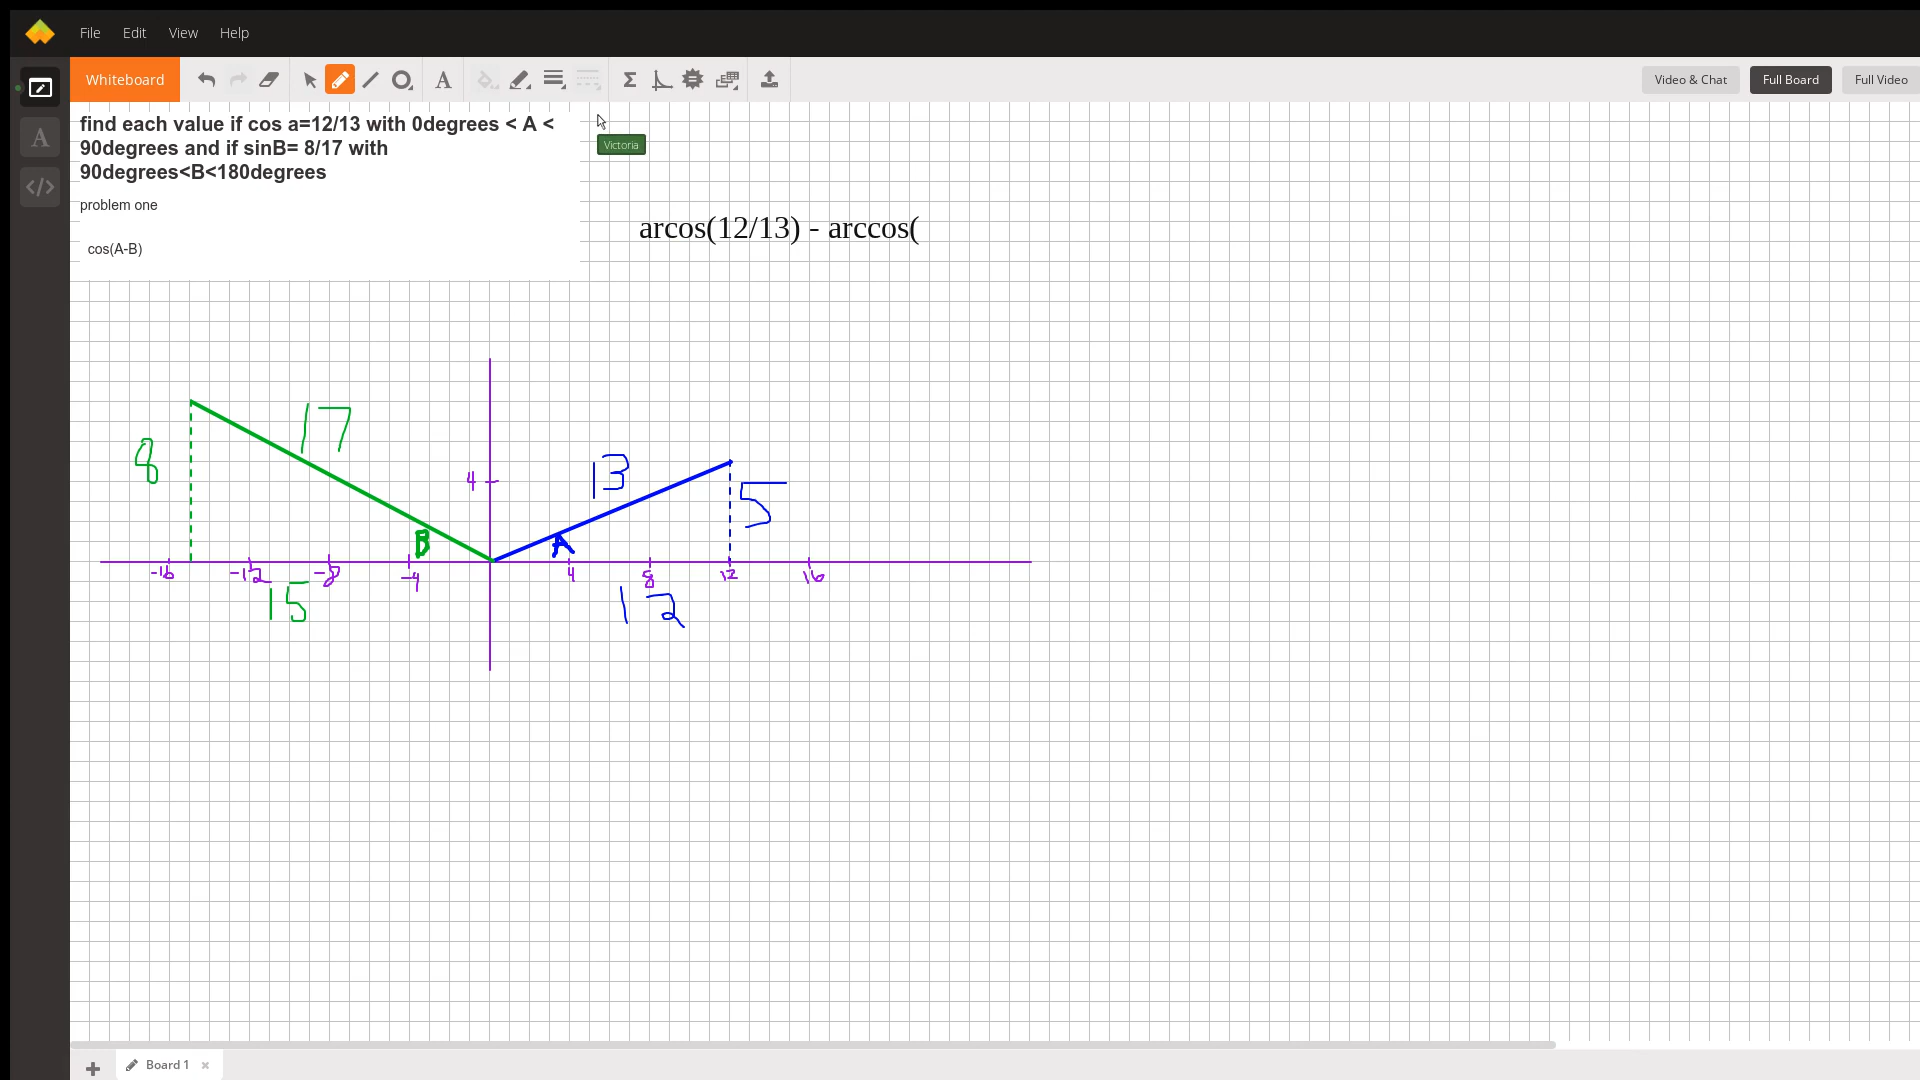 File Edit View Help
Whiteboard
Video & Chat Full Board Full Video
A
find each value if cos a=12/13 with 0degrees < A <
90degrees and if sinB= 8/17 with
90degrees<B<180degrees
Victoria
A
problem one
</>
arcos(12/13) - arccos(
cos(A-B)
17
8
13
4
5
B
A
-16 -12 -8 -4 4 8 12 16
15
12
Board 1